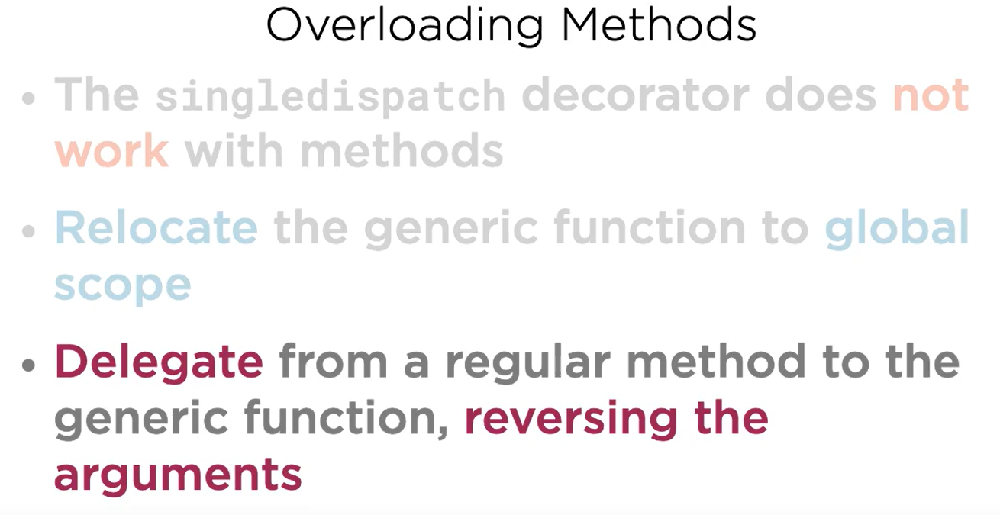 Overloading Methods
• The singledispatch decorator does not
work with methods
• Relocate the generic function to global
scope
• Delegate from a regular method to the
generic function, reversing the
arguments